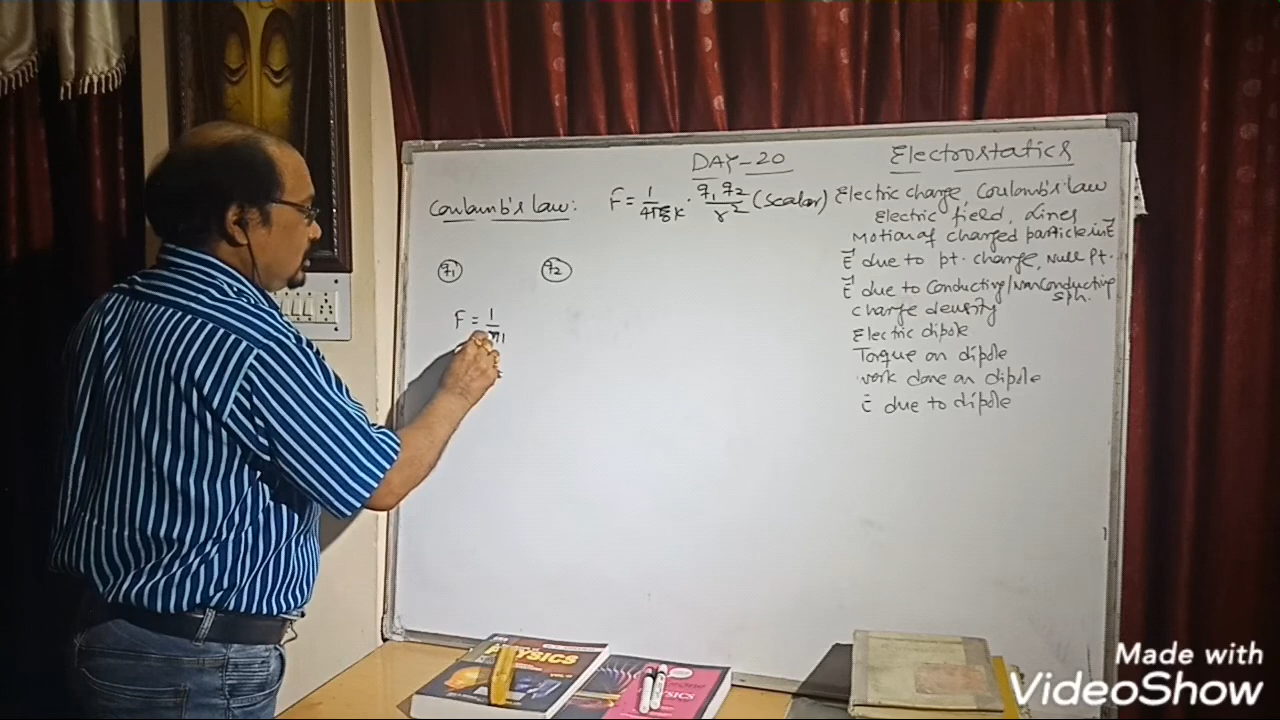 DAY-20
Electrostatics
Coulomb's law:
F = 1/4πε₀K · q₁q₂/r² (scalar)
Electric charge, Coulomb's law
Electric field, Lines
Motion of charged particle in E⃗
E⃗ due to pt. charge, Null Pt.
E⃗ due to Conducting/Nonconducting sph.
charge density
Electric dipole
Torque on dipole
work done on dipole
E⃗ due to dipole
q₁ q₂
F = 1
PHYSICS
Made with
VideoShow